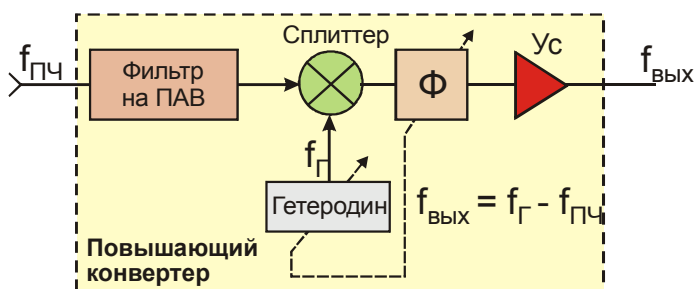 Сплиттер
fПЧ
Фильтр
на ПАВ
Ф
Ус
fвых
fГ
Гетеродин
fвых = fГ - fПЧ
Повышающий
конвертер